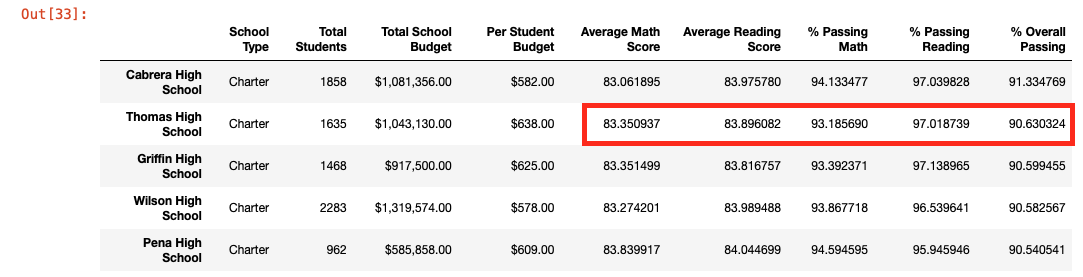 Out[33]:
School Type Total Students Total School Budget Per Student Budget Average Math Score Average Reading Score % Passing Math % Passing Reading % Overall Passing
Cabrera High School Charter 1858 $1,081,356.00 $582.00 83.061895 83.975780 94.133477 97.039828 91.334769
Thomas High School Charter 1635 $1,043,130.00 $638.00 83.350937 83.896082 93.185690 97.018739 90.630324
Griffin High School Charter 1468 $917,500.00 $625.00 83.351499 83.816757 93.392371 97.138965 90.599455
Wilson High School Charter 2283 $1,319,574.00 $578.00 83.274201 83.989488 93.867718 96.539641 90.582567
Pena High School Charter 962 $585,858.00 $609.00 83.839917 84.044699 94.594595 95.945946 90.540541